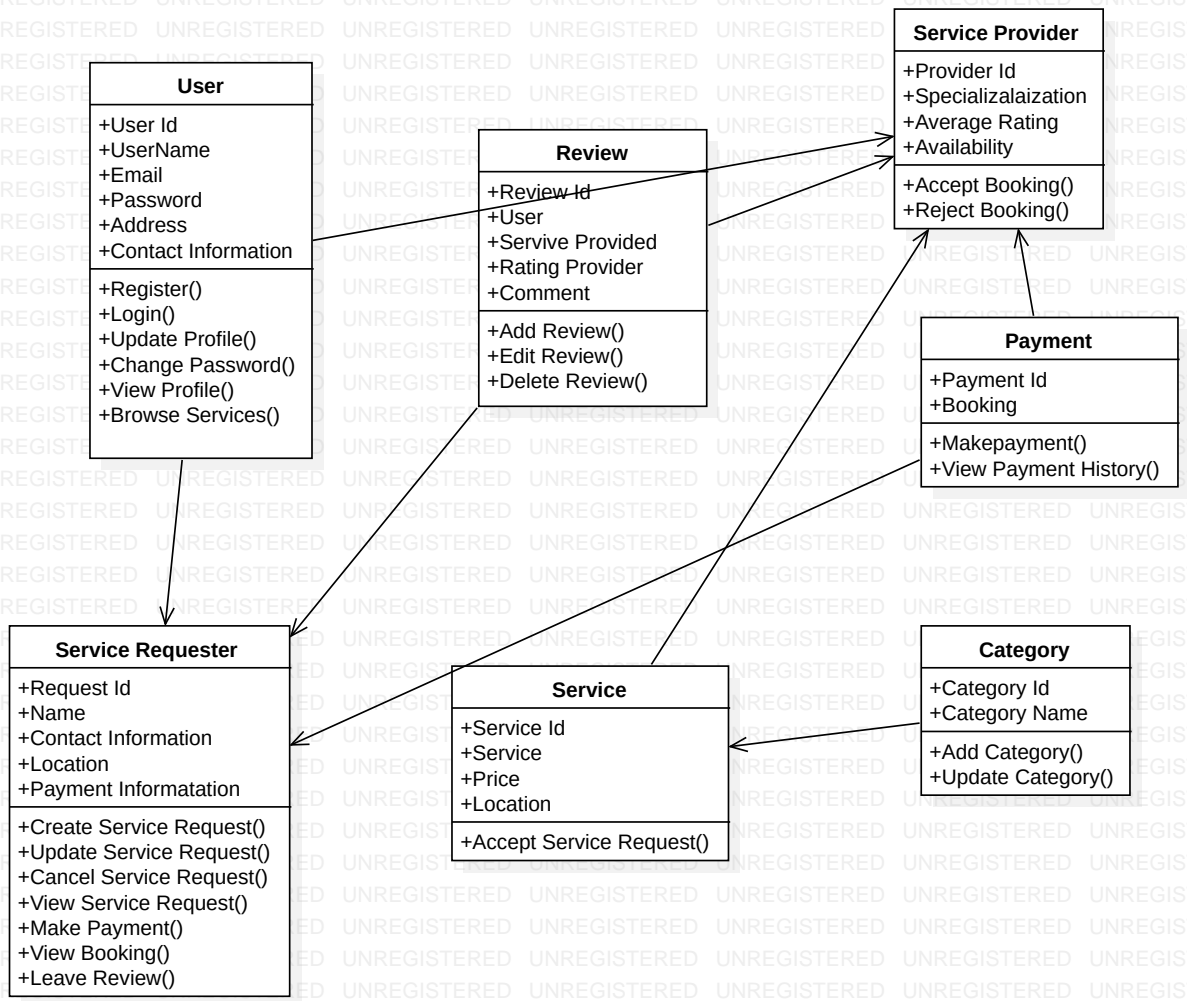 User
+User Id
+UserName
+Email
+Password
+Address
+Contact Information
+Register()
+Login()
+Update Profile()
+Change Password()
+View Profile()
+Browse Services()
Review
+Review Id
+User
+Servive Provided
+Rating Provider
+Comment
+Add Review()
+Edit Review()
+Delete Review()
Service Provider
+Provider Id
+Specializalaization
+Average Rating
+Availability
+Accept Booking()
+Reject Booking()
Payment
+Payment Id
+Booking
+Makepayment()
+View Payment History()
Service Requester
+Request Id
+Name
+Contact Information
+Location
+Payment Informatation
+Create Service Request()
+Update Service Request()
+Cancel Service Request()
+View Service Request()
+Make Payment()
+View Booking()
+Leave Review()
Service
+Service Id
+Service
+Price
+Location
+Accept Service Request()
Category
+Category Id
+Category Name
+Add Category()
+Update Category()
UNREGISTERED